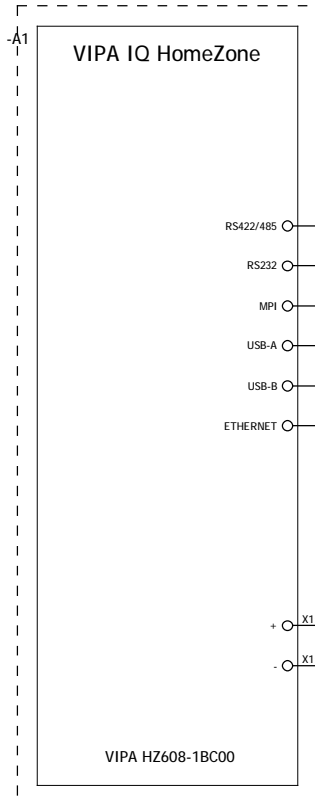 -A1
VIPA IQ HomeZone
RS422/485
RS232
MPI
USB-A
USB-B
ETHERNET
+ X1
- X1
VIPA HZ608-1BC00